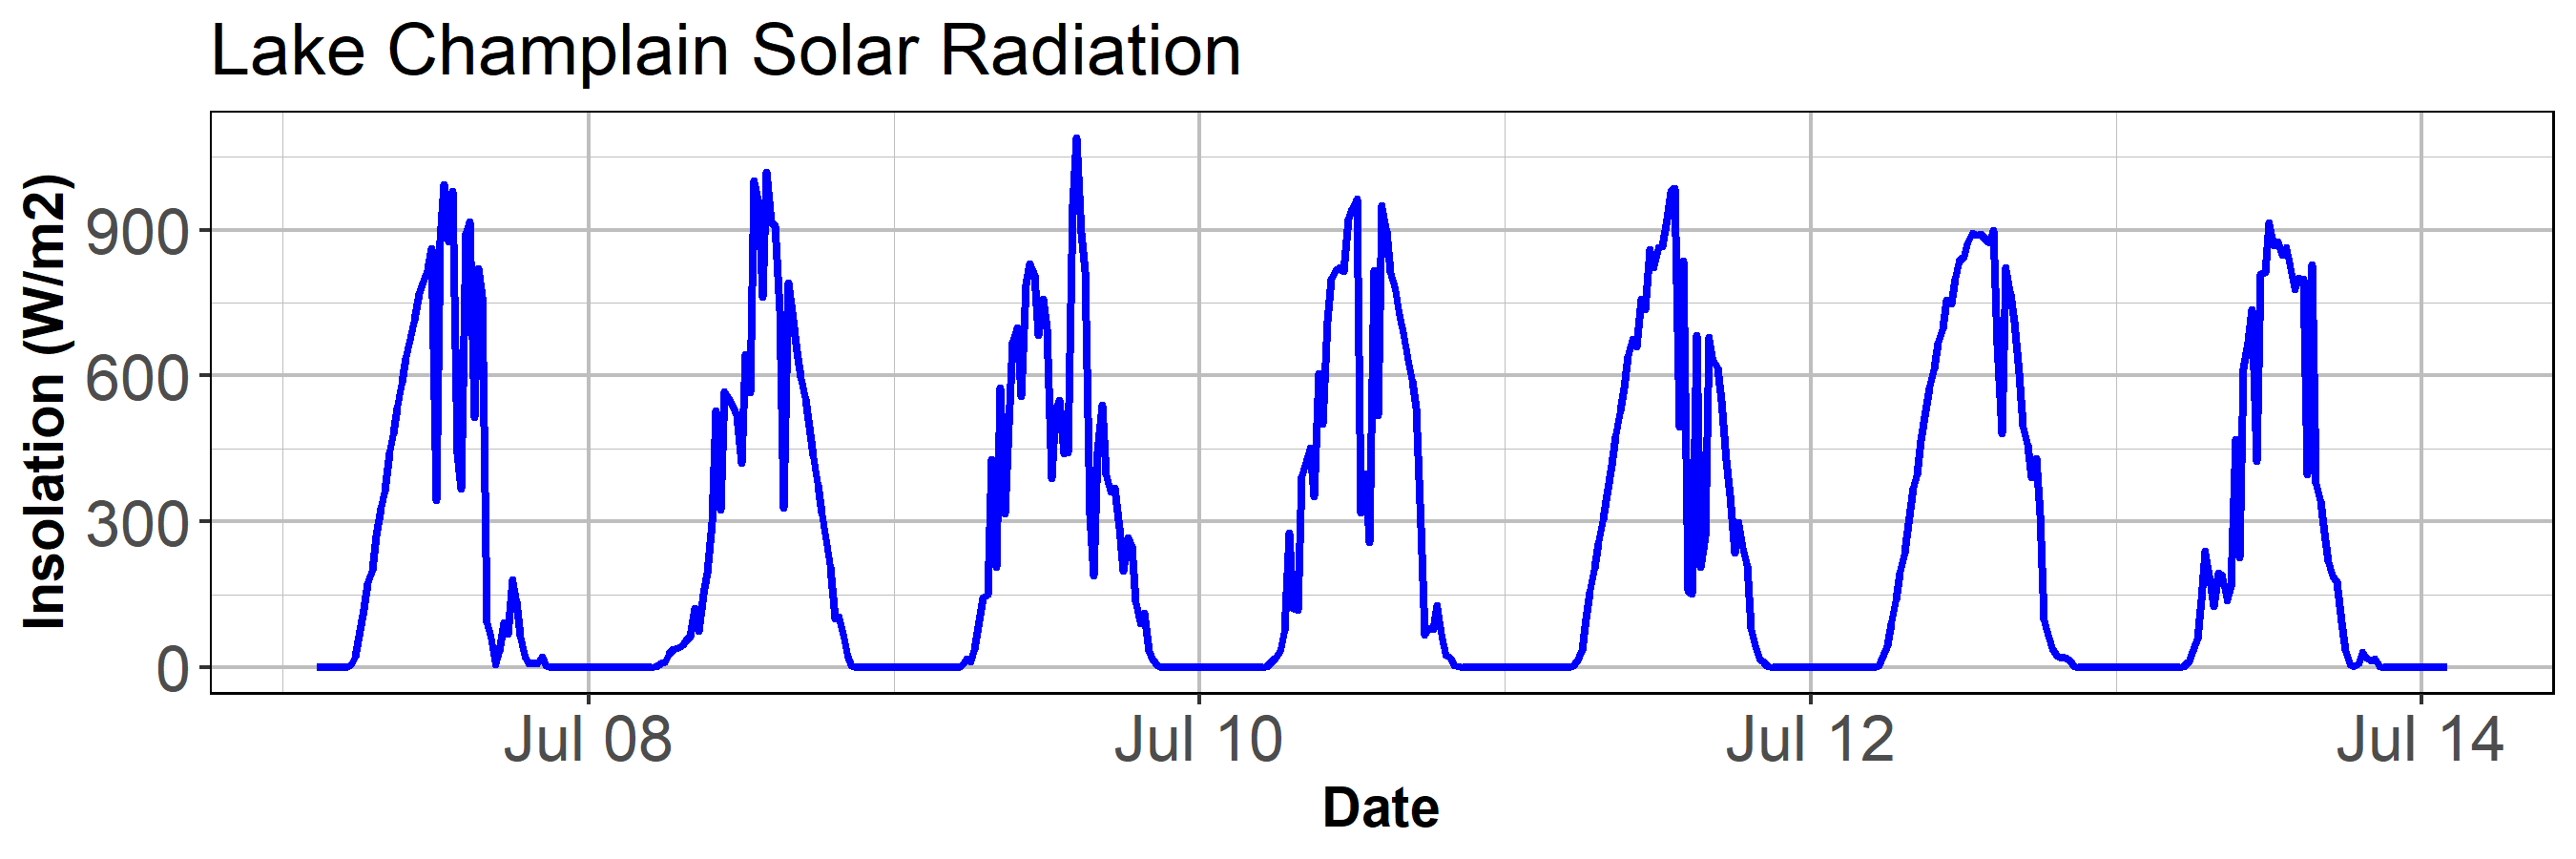 Lake Champlain Solar Radiation
Insolation (W/m2)
900
600
300
0
Jul 08 Jul 10 Jul 12 Jul 14
Date